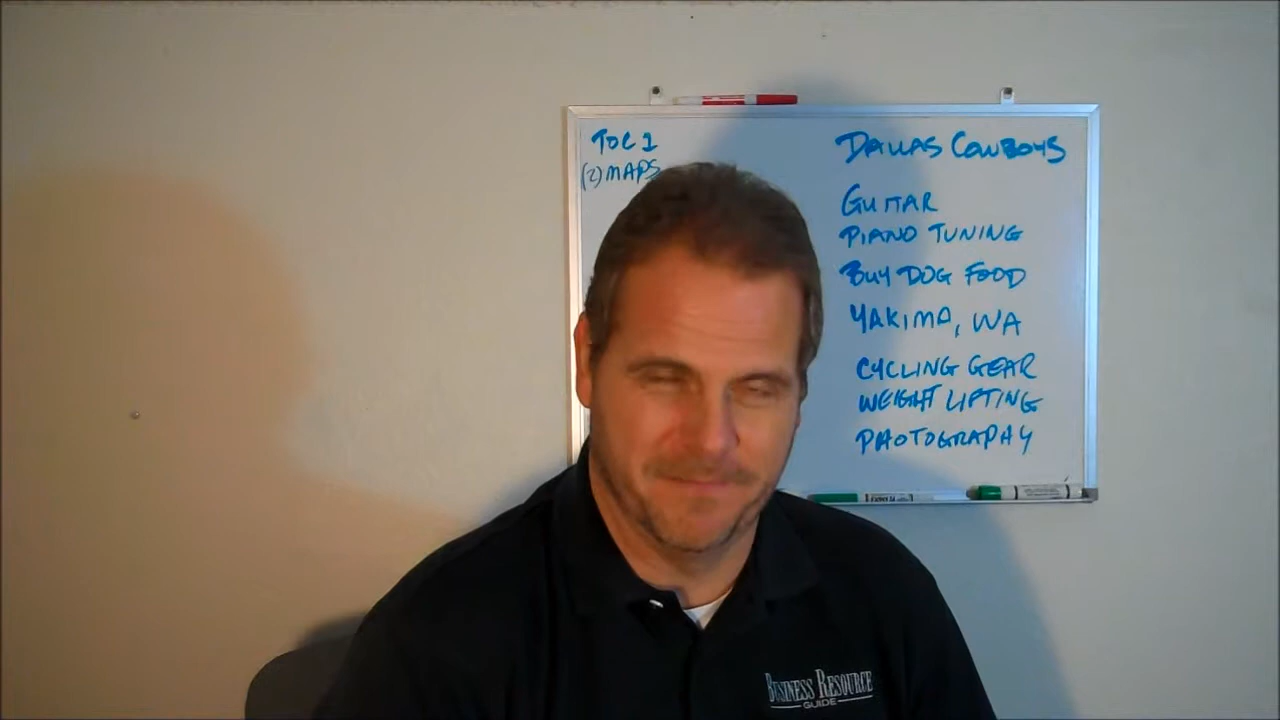 TOC 1
(2) MAPS
DALLAS COWBOYS
GUITAR
PIANO TUNING
BUY DOG FOOD
YAKIMA, WA
CYCLING GEAR
WEIGHT LIFTING
PHOTOGRAPHY
BUSINESS RESOURCE
GUIDE